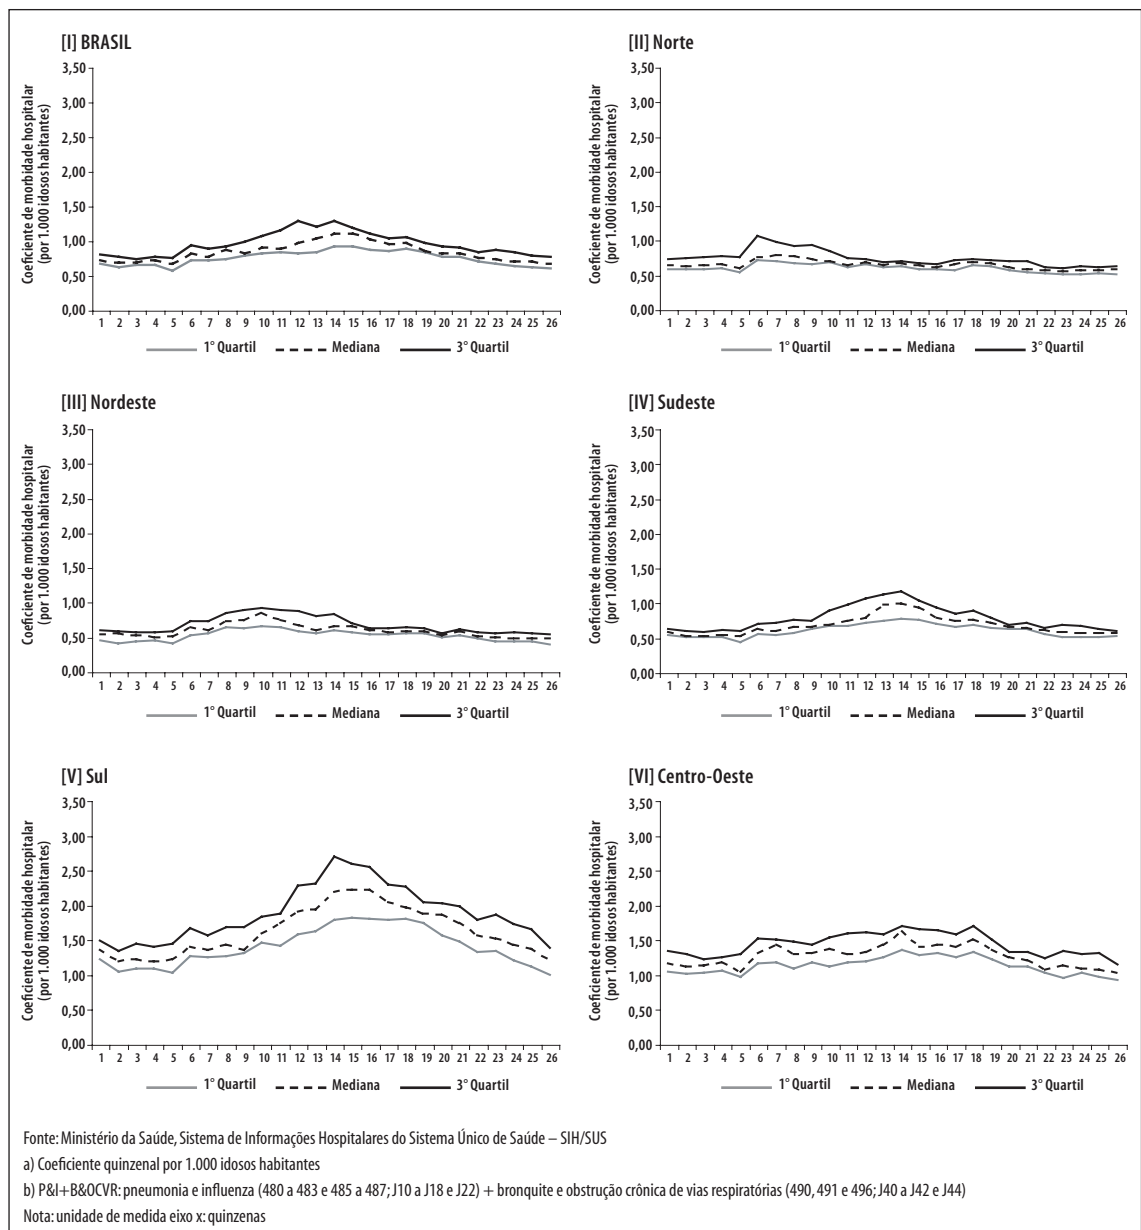 [I] BRASIL
Coeficiente de morbidade hospitalar
(por 1.000 idosos habitantes)
3,50
3,00
2,50
2,00
1,50
1,00
0,50
0,00
1 2 3 4 5 6 7 8 9 10 11 12 13 14 15 16 17 18 19 20 21 22 23 24 25 26
1° Quartil Mediana 3° Quartil
[II] Norte
Coeficiente de morbidade hospitalar
(por 1.000 idosos habitantes)
3,50
3,00
2,50
2,00
1,50
1,00
0,50
0,00
1 2 3 4 5 6 7 8 9 10 11 12 13 14 15 16 17 18 19 20 21 22 23 24 25 26
1° Quartil Mediana 3° Quartil
[III] Nordeste
Coeficiente de morbidade hospitalar
(por 1.000 idosos habitantes)
3,50
3,00
2,50
2,00
1,50
1,00
0,50
0,00
1 2 3 4 5 6 7 8 9 10 11 12 13 14 15 16 17 18 19 20 21 22 23 24 25 26
1° Quartil Mediana 3° Quartil
[IV] Sudeste
Coeficiente de morbidade hospitalar
(por 1.000 idosos habitantes)
3,50
3,00
2,50
2,00
1,50
1,00
0,50
0,00
1 2 3 4 5 6 7 8 9 10 11 12 13 14 15 16 17 18 19 20 21 22 23 24 25 26
1° Quartil Mediana 3° Quartil
[V] Sul
Coeficiente de morbidade hospitalar
(por 1.000 idosos habitantes)
3,50
3,00
2,50
2,00
1,50
1,00
0,50
0,00
1 2 3 4 5 6 7 8 9 10 11 12 13 14 15 16 17 18 19 20 21 22 23 24 25 26
1° Quartil Mediana 3° Quartil
[VI] Centro-Oeste
Coeficiente de morbidade hospitalar
(por 1.000 idosos habitantes)
3,50
3,00
2,50
2,00
1,50
1,00
0,50
0,00
1 2 3 4 5 6 7 8 9 10 11 12 13 14 15 16 17 18 19 20 21 22 23 24 25 26
1° Quartil Mediana 3° Quartil
Fonte: Ministério da Saúde, Sistema de Informações Hospitalares do Sistema Único de Saúde – SIH/SUS
a) Coeficiente quinzenal por 1.000 idosos habitantes
b) P&I+B&OCVR: pneumonia e influenza (480 a 483 e 485 a 487; J10 a J18 e J22) + bronquite e obstrução crônica de vias respiratórias (490, 491 e 496; J40 a J42 e J44)
Nota: unidade de medida eixo x: quinzenas